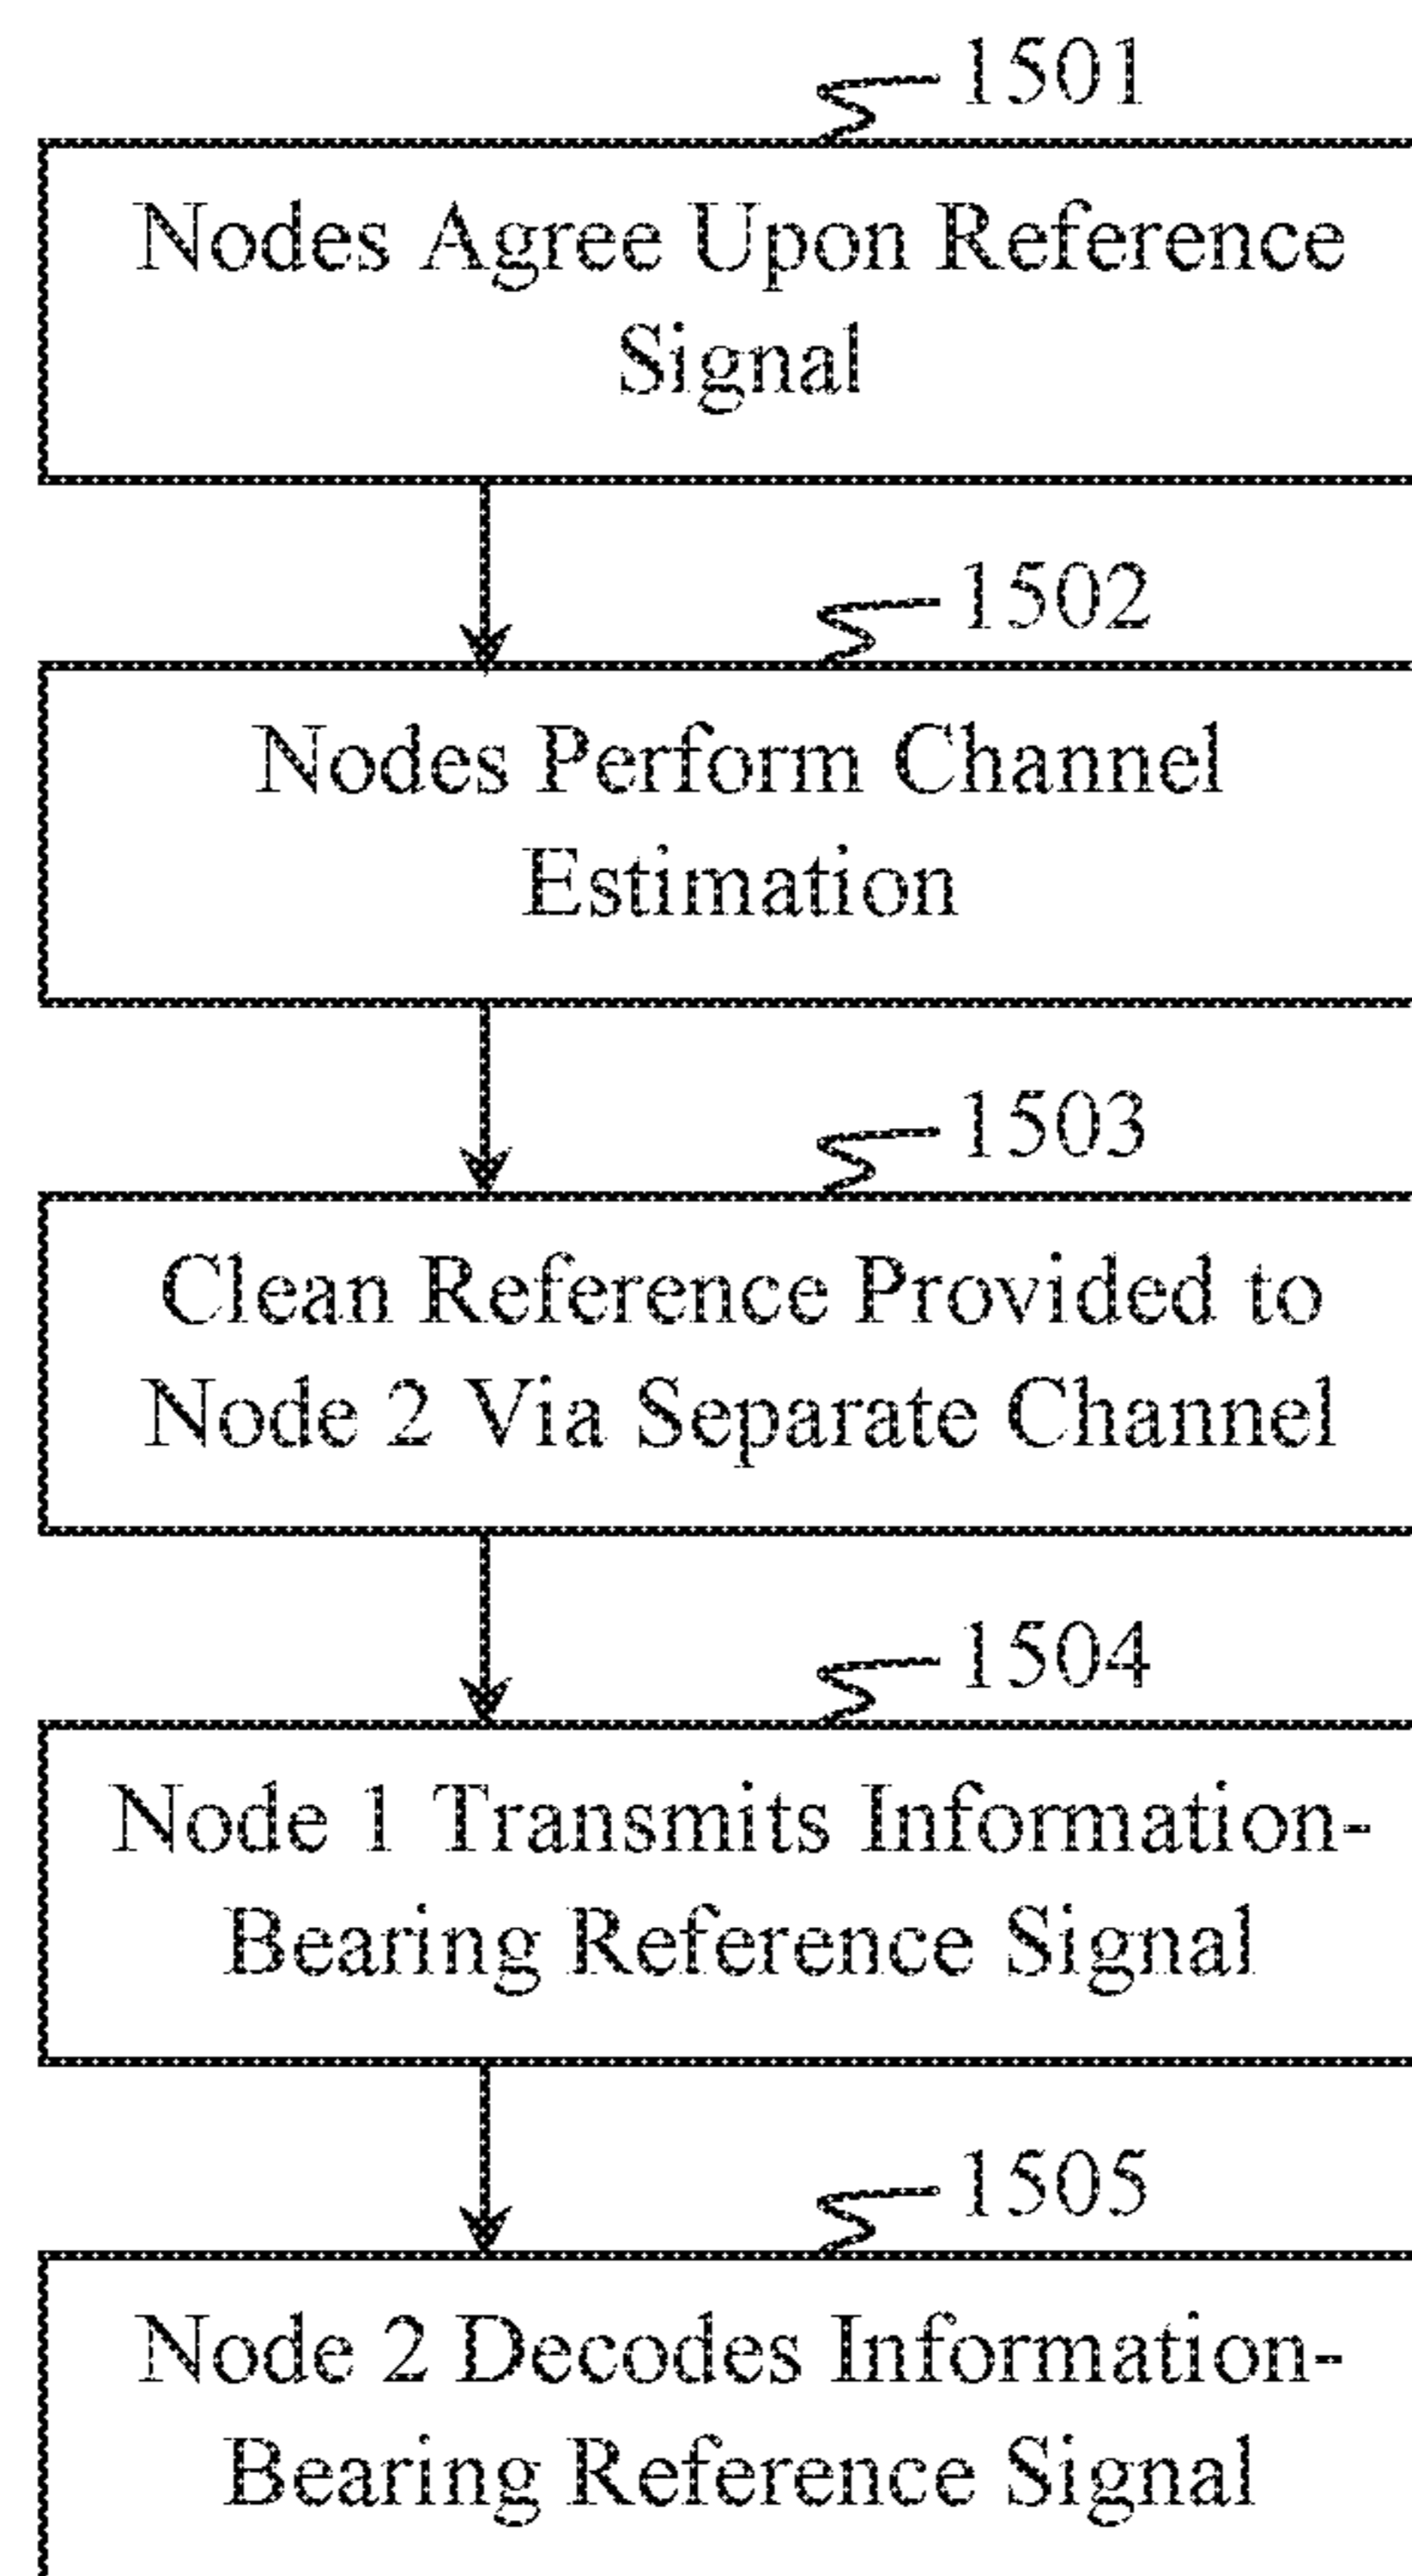 1501
Nodes Agree Upon Reference
Signal
1502
Nodes Perform Channel
Estimation
1503
Clean Reference Provided to
Node 2 Via Separate Channel
1504
Node 1 Transmits Information-
Bearing Reference Signal
1505
Node 2 Decodes Information-
Bearing Reference Signal